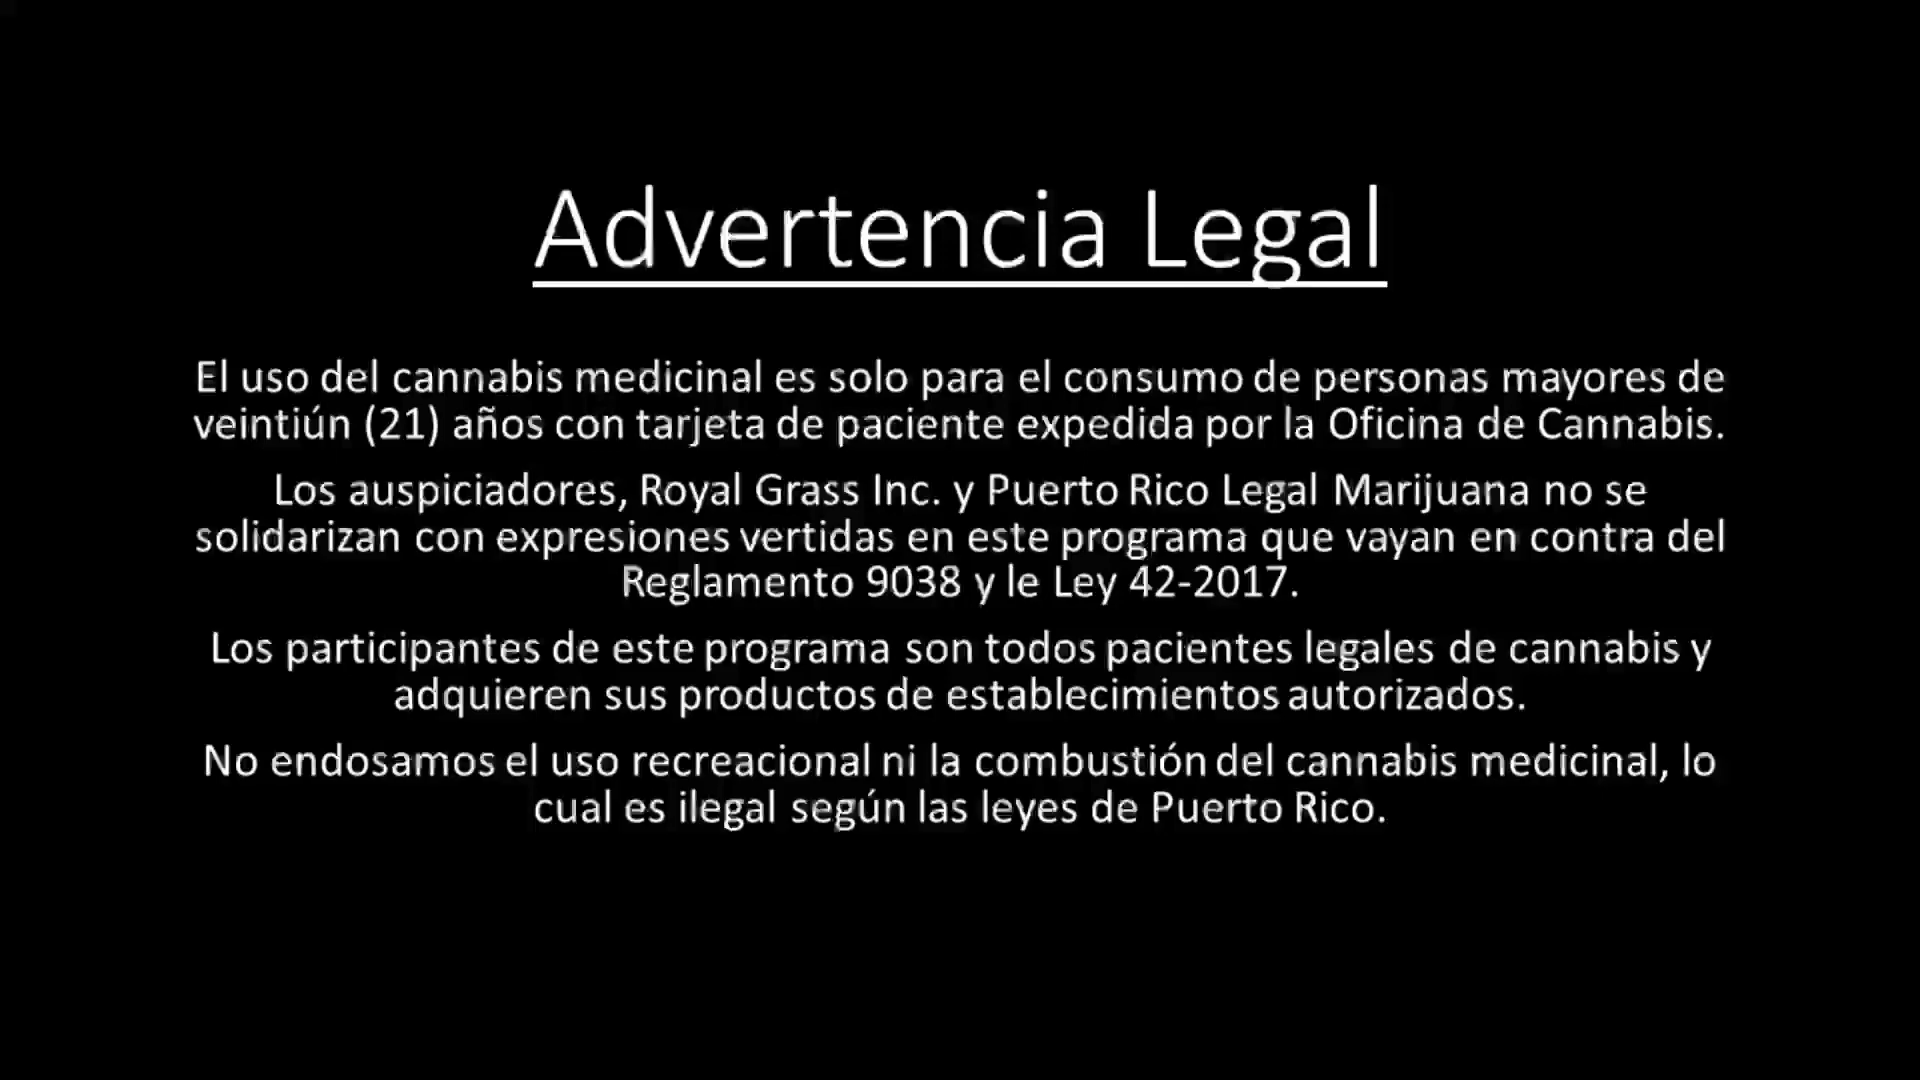 Advertencia Legal
El uso del cannabis medicinal es solo para el consumo de personas mayores de
veintiún (21) años con tarjeta de paciente expedida por la Oficina de Cannabis.
Los auspiciadores, Royal Grass Inc. y Puerto Rico Legal Marijuana no se
solidarizan con expresiones vertidas en este programa que vayan en contra del
Reglamento 9038 y le Ley 42-2017.
Los participantes de este programa son todos pacientes legales de cannabis y
adquieren sus productos de establecimientos autorizados.
No endosamos el uso recreacional ni la combustión del cannabis medicinal, lo
cual es ilegal según las leyes de Puerto Rico.